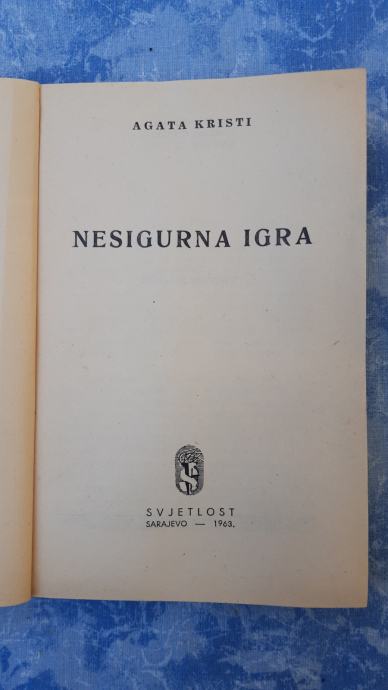 AGATA KRISTI
NESIGURNA IGRA
SVJETLOST
SARAJEVO — 1963.